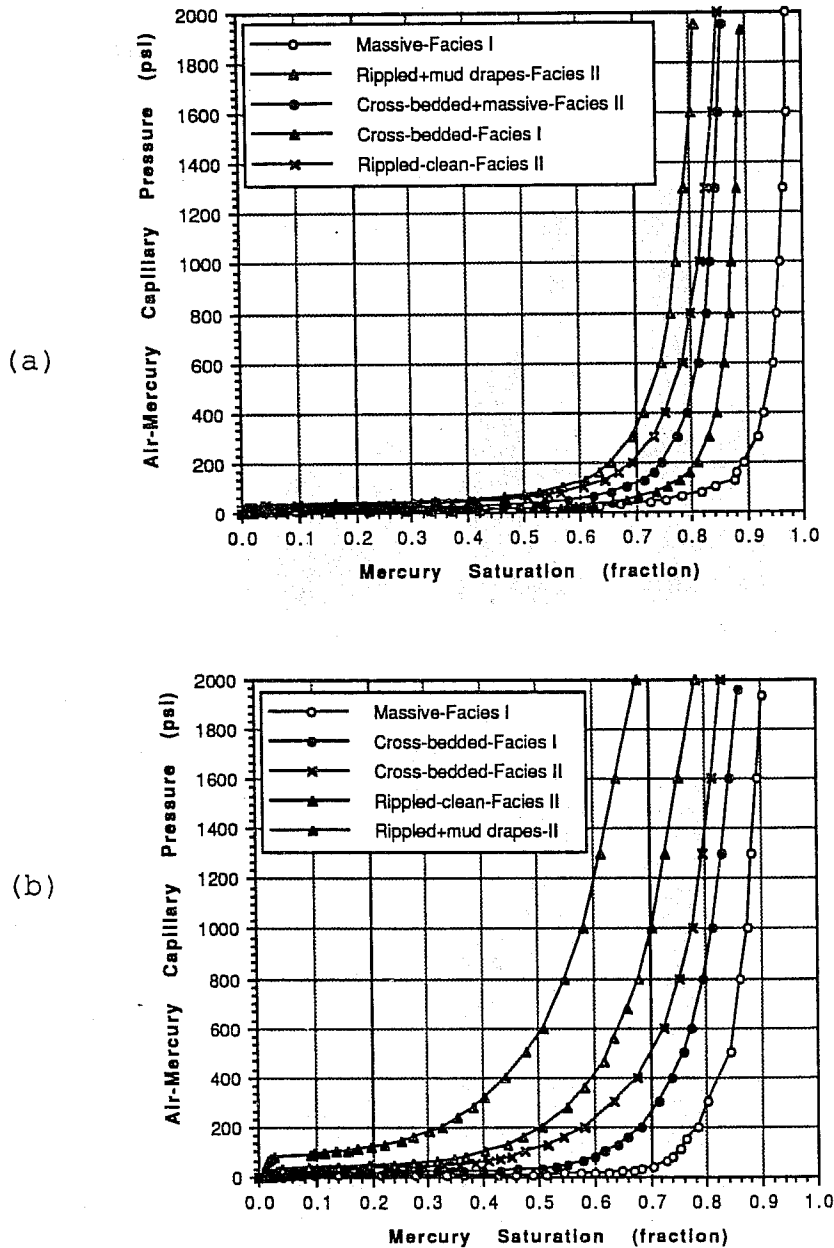 (a)
Air-Mercury Capillary Pressure (psi)
2000
1800
1600
1400
1200
1000
800
600
400
200
0
Massive-Facies I
Rippled+mud drapes-Facies II
Cross-bedded+massive-Facies II
Cross-bedded-Facies I
Rippled-clean-Facies II
0.0 0.1 0.2 0.3 0.4 0.5 0.6 0.7 0.8 0.9 1.0
Mercury Saturation (fraction)
(b)
Air-Mercury Capillary Pressure (psi)
2000
1800
1600
1400
1200
1000
800
600
400
200
0
Massive-Facies I
Cross-bedded-Facies I
Cross-bedded-Facies II
Rippled-clean-Facies II
Rippled+mud drapes-II
0.0 0.1 0.2 0.3 0.4 0.5 0.6 0.7 0.8 0.9 1.0
Mercury Saturation (fraction)